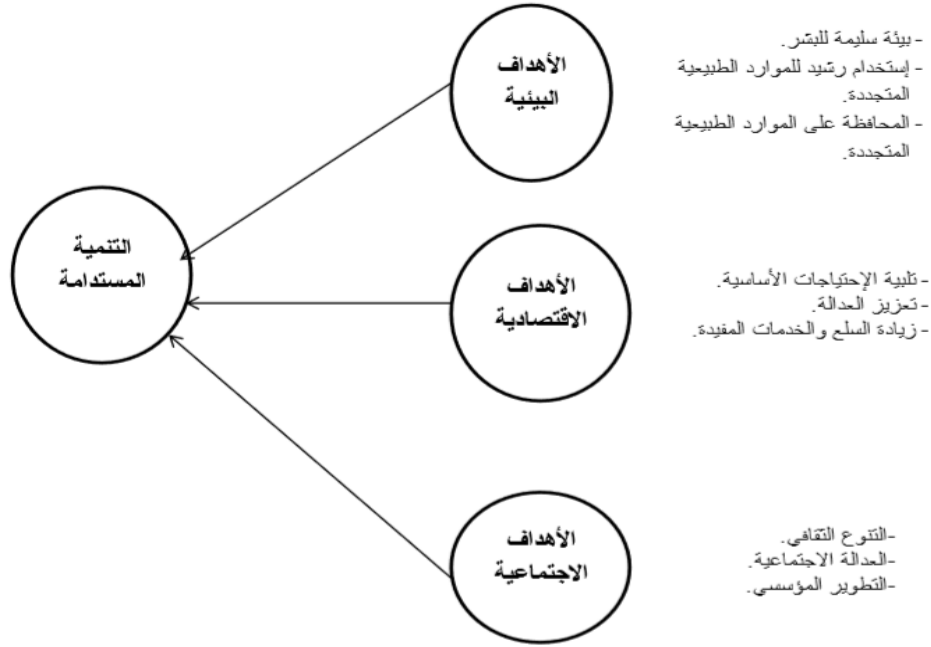 الأهداف
البيئية
- بيئة سليمة للبشر.
- إستخدام رشيد للموارد الطبيعية
المتجددة.
- المحافظة على الموارد الطبيعية
المتجددة.
التنمية
المستدامة
الأهداف
الاقتصادية
- تلبية الإحتياجات الأساسية.
- تعزيز العدالة.
- زيادة السلع والخدمات المفيدة.
الأهداف
الاجتماعية
-التنوع الثقافي.
-العدالة الاجتماعية.
-التطوير المؤسسي.